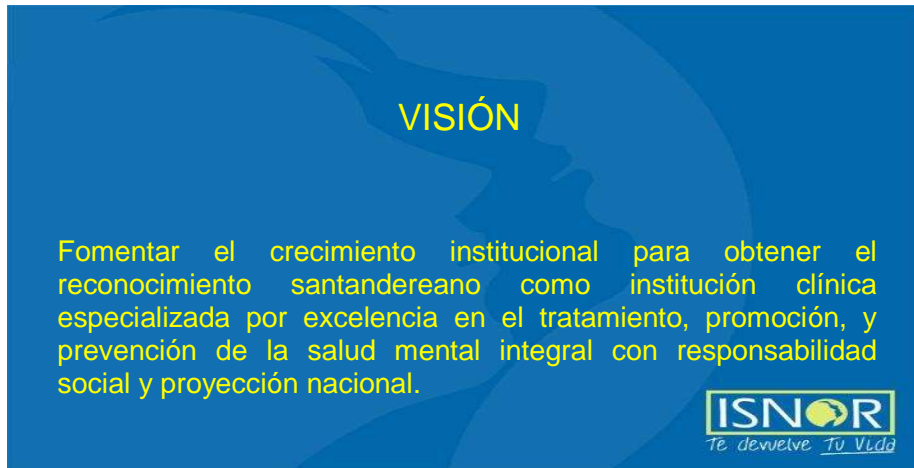 VISIÓN
Fomentar el crecimiento institucional para obtener el
reconocimiento santandereano como institución clínica
especializada por excelencia en el tratamiento, promoción, y
prevención de la salud mental integral con responsabilidad
social y proyección nacional.
ISNOR
Te devuelve Tu Vida